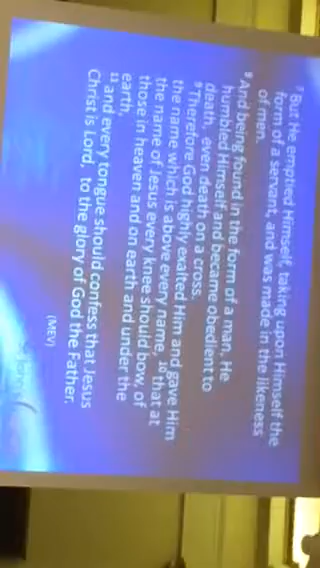 ⁷ But He emptied Himself, taking upon Himself the
form of a servant, and was made in the likeness
of men.
⁸ And being found in the form of a man, He
humbled Himself and became obedient to
death, even death on a cross.
⁹ Therefore God highly exalted Him and gave Him
the name which is above every name, ¹⁰ that at
the name of Jesus every knee should bow, of
those in heaven and on earth and under the
earth,
¹¹ and every tongue should confess that Jesus
Christ is Lord, to the glory of God the Father.
(MEV)